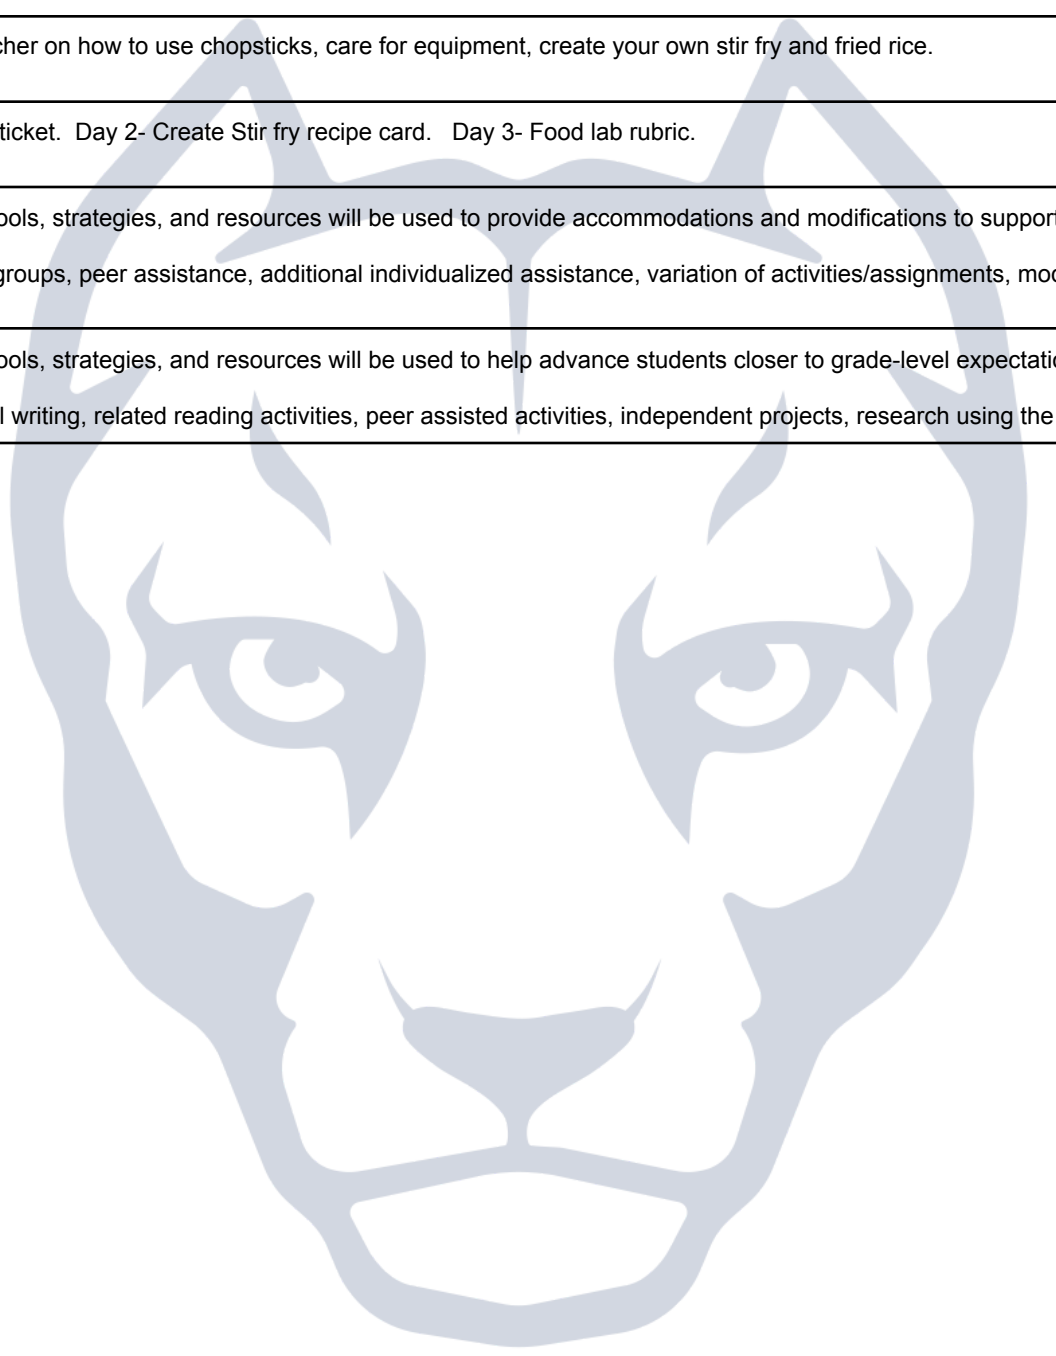 cher on how to use chopsticks, care for equipment, create your own stir fry and fried rice.
ticket.  Day 2- Create Stir fry recipe card.   Day 3- Food lab rubric.
ools, strategies, and resources will be used to provide accommodations and modifications to support
groups, peer assistance, additional individualized assistance, variation of activities/assignments, mod
ools, strategies, and resources will be used to help advance students closer to grade-level expectatio
l writing, related reading activities, peer assisted activities, independent projects, research using the